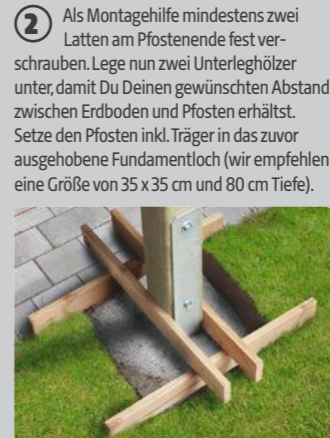 2 Als Montagehilfe mindestens zwei
Latten am Pfostenende fest ver-
schrauben. Lege nun zwei Unterleghölzer
unter, damit Du Deinen gewünschten Abstand
zwischen Erdboden und Pfosten erhältst.
Setze den Pfosten inkl. Träger in das zuvor
ausgehobene Fundamentloch (wir empfehlen
eine Größe von 35 x 35 cm und 80 cm Tiefe).